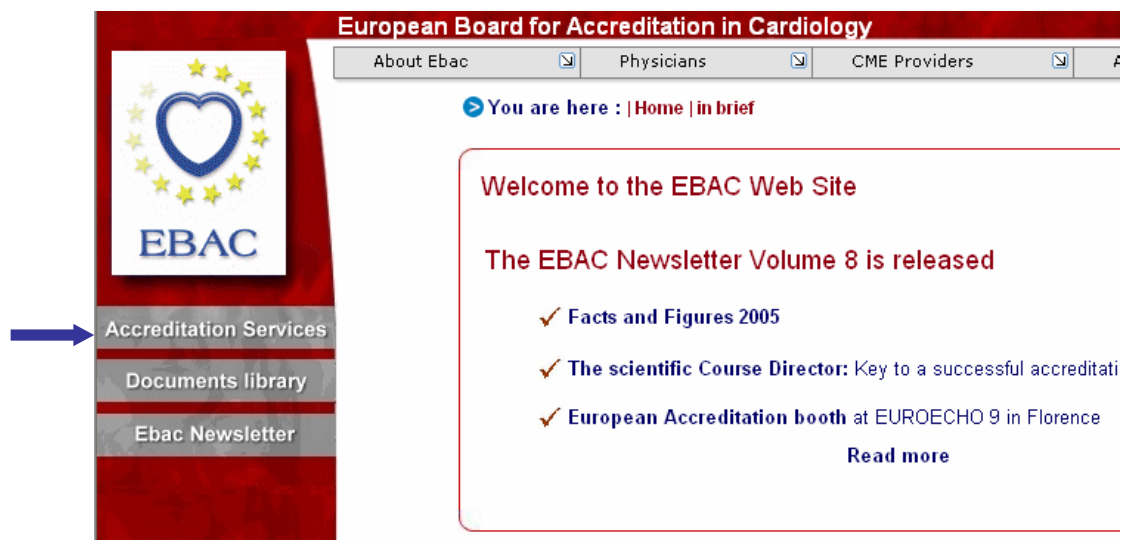 European Board for Accreditation in Cardiology
About Ebac Physicians CME Providers
You are here : | Home | in brief
EBAC
Accreditation Services
Documents library
Ebac Newsletter
Welcome to the EBAC Web Site
The EBAC Newsletter Volume 8 is released
Facts and Figures 2005
The scientific Course Director: Key to a successful accreditati
European Accreditation booth at EUROECHO 9 in Florence
Read more